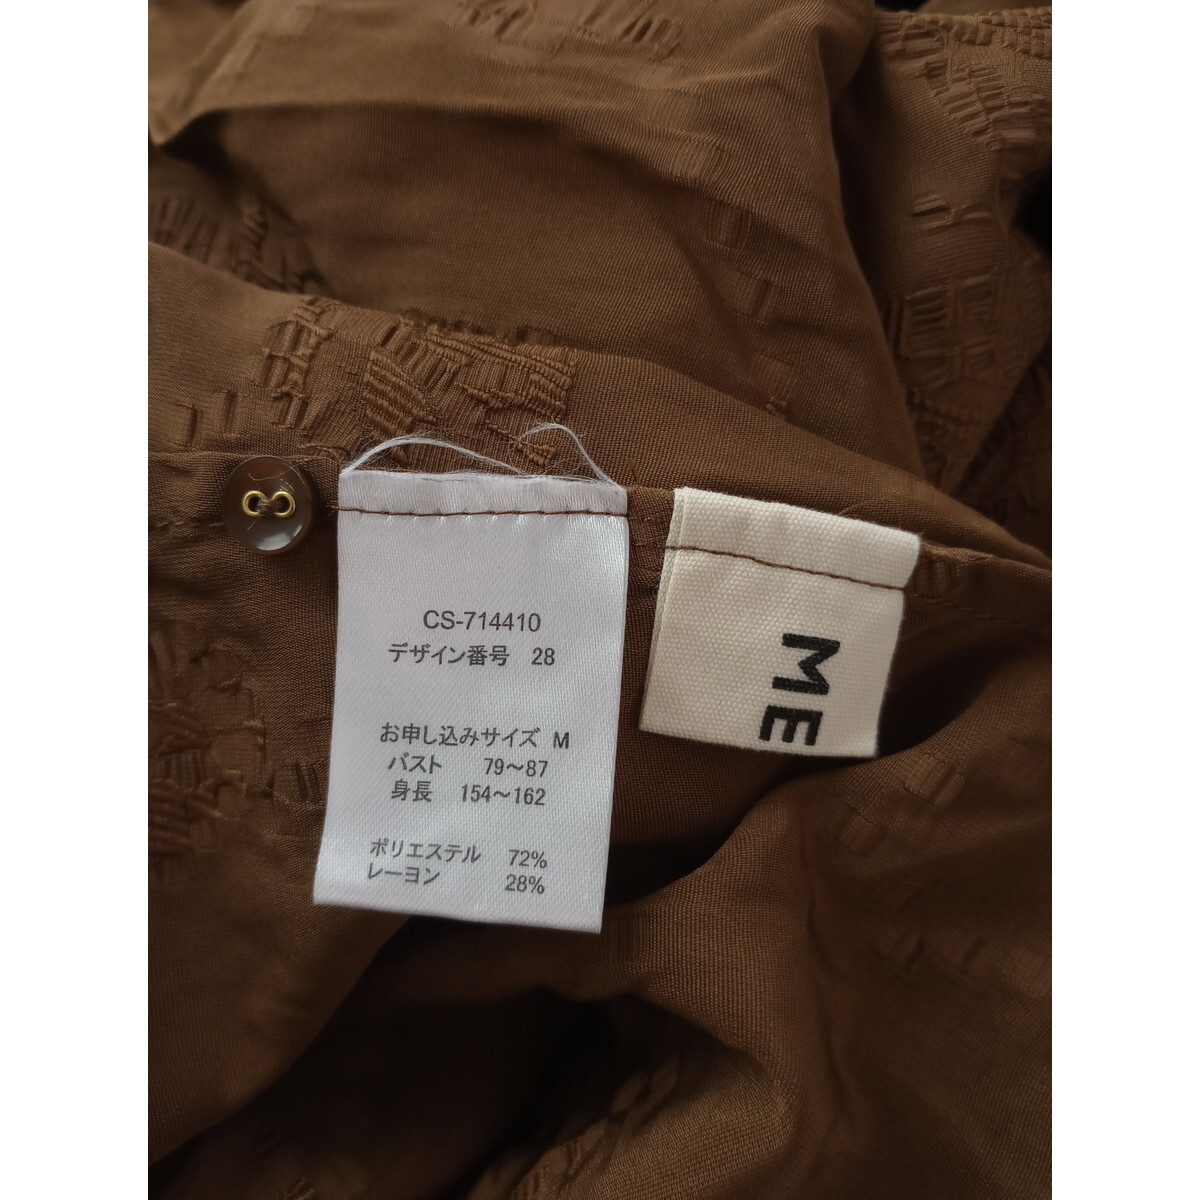 CS-714410
デザイン番号 28
お申し込みサイズ M
バスト 79～87
身長 154～162
ポリエステル 72%
レーヨン 28%
ME